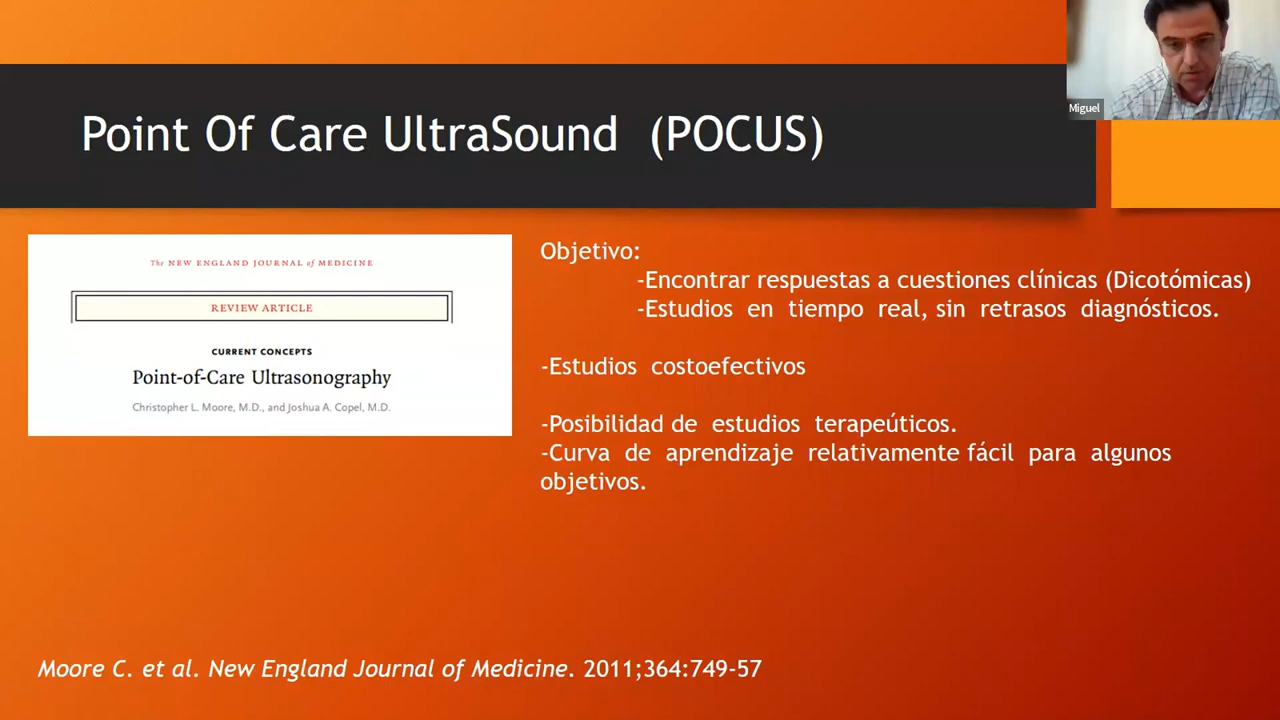 Miguel
Point Of Care UltraSound (POCUS)
The NEW ENGLAND JOURNAL of MEDICINE
REVIEW ARTICLE
CURRENT CONCEPTS
Point-of-Care Ultrasonography
Christopher L. Moore, M.D., and Joshua A. Copel, M.D.
Objetivo:
-Encontrar respuestas a cuestiones clínicas (Dicotómicas)
-Estudios en tiempo real, sin retrasos diagnósticos.
-Estudios costoefectivos
-Posibilidad de estudios terapeúticos.
-Curva de aprendizaje relativamente fácil para algunos
objetivos.
Moore C. et al. New England Journal of Medicine. 2011;364:749-57